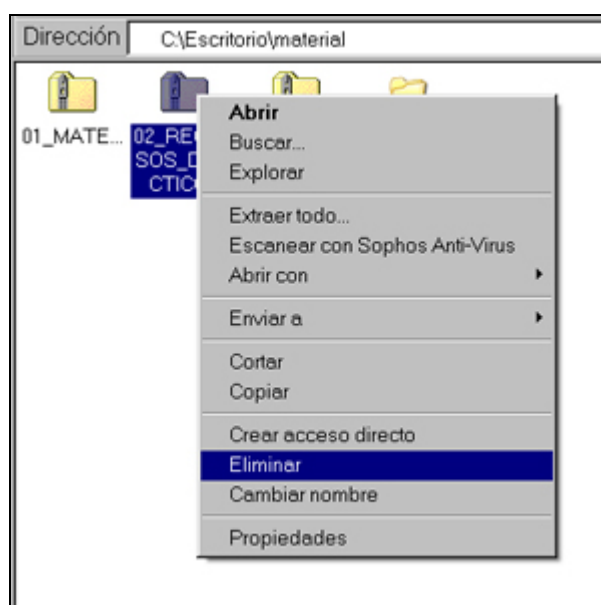 Dirección C:\Escritorio\material
01_MATE...
02_RE
SOS_D
CTIC
Abrir
Buscar...
Explorar
Extraer todo...
Escanear con Sophos Anti-Virus
Abrir con
Enviar a
Cortar
Copiar
Crear acceso directo
Eliminar
Cambiar nombre
Propiedades